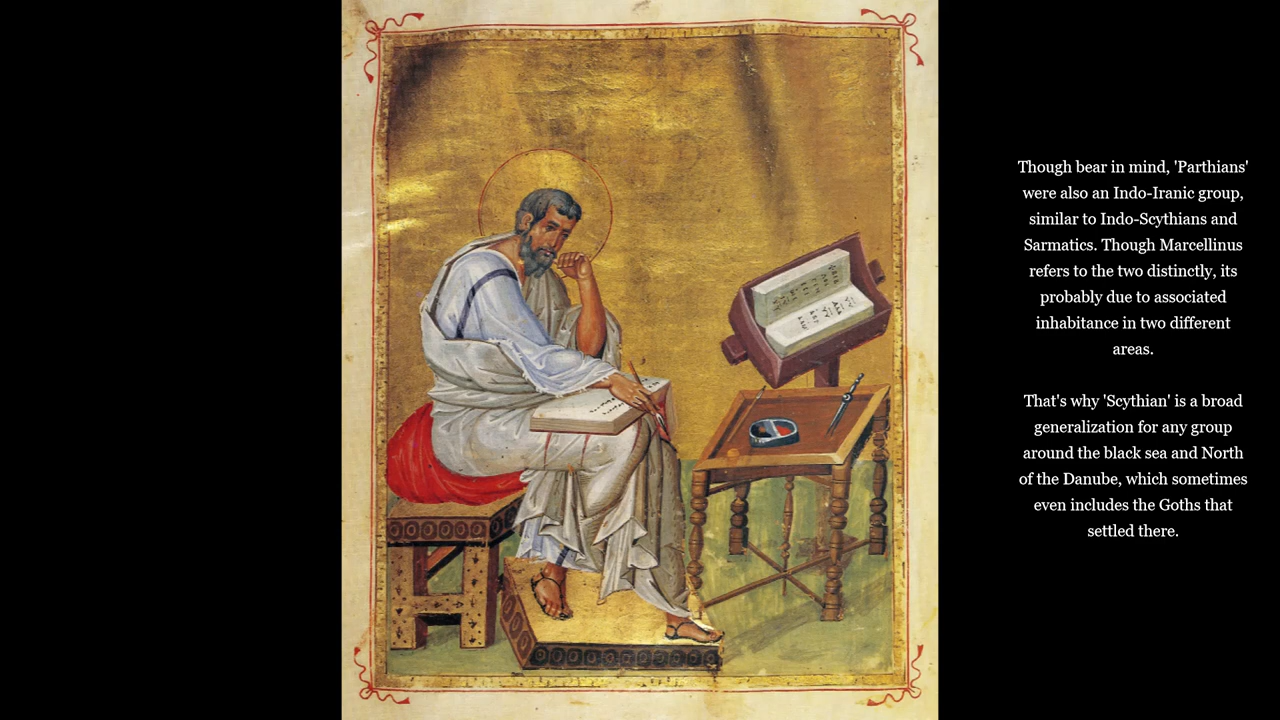 Though bear in mind, 'Parthians'
were also an Indo-Iranic group,
similar to Indo-Scythians and
Sarmatics. Though Marcellinus
refers to the two distinctly, its
probably due to associated
inhabitance in two different
areas.
That's why 'Scythian' is a broad
generalization for any group
around the black sea and North
of the Danube, which sometimes
even includes the Goths that
settled there.